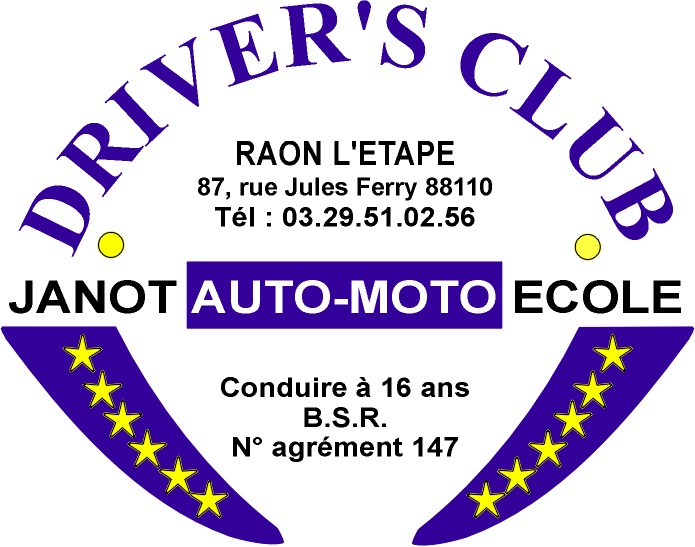 DRIVER'S CLUB
RAON L'ETAPE
87, rue Jules Ferry 88110
Tél : 03.29.51.02.56
JANOT AUTO-MOTO ECOLE
Conduire à 16 ans
B.S.R.
N° agrément 147